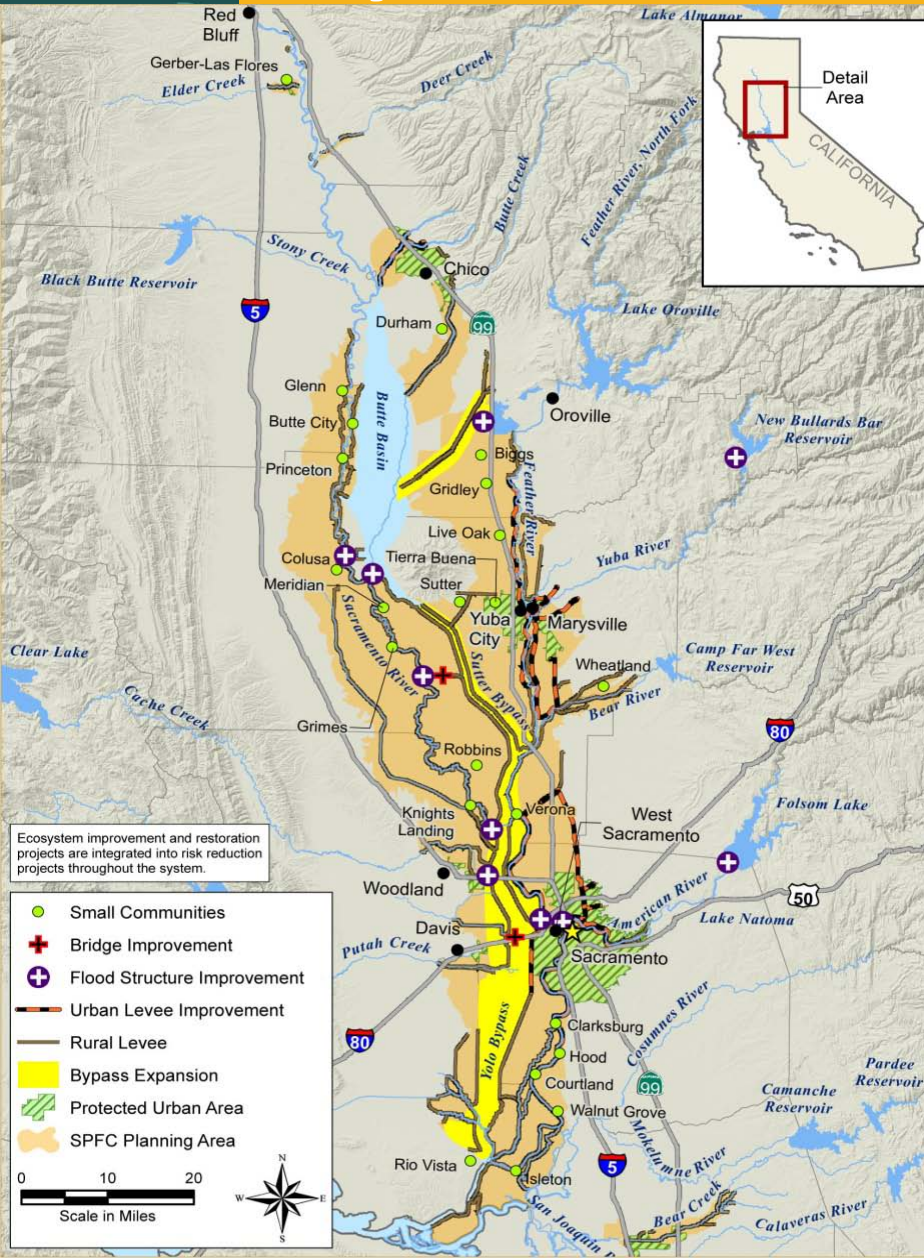 Red
Bluff
Lake Almanor
Gerber-Las Flores
Elder Creek
Deer Creek
Detail
Area
CALIFORNIA
Feather River, North Fork
Butte Creek
Stony Creek
Black Butte Reservoir
Chico
5
Lake Oroville
Durham
99
Glenn
Butte City
Butte Basin
Oroville
New Bullards Bar
Reservoir
Princeton
Biggs
Gridley
Feather River
Live Oak
Yuba River
Colusa
Tierra Buena
Meridian
Sutter
Yuba
City
Marysville
Sacramento River
Clear Lake
Camp Far West
Reservoir
Wheatland
Sutter Bypass
Bear River
Cache Creek
Grimes
80
Robbins
Folsom Lake
Knights
Landing
Verona
West
Sacramento
Ecosystem improvement and restoration
projects are integrated into risk reduction
projects throughout the system.
Woodland
50
American River
Lake Natoma
Davis
Putah Creek
Sacramento
Small Communities
Bridge Improvement
Flood Structure Improvement
Urban Levee Improvement
Rural Levee
Bypass Expansion
Protected Urban Area
SPFC Planning Area
0 10 20
Scale in Miles
N
W E
S
80
Yolo Bypass
Clarksburg
Hood
Courtland
Walnut Grove
Cosumnes River
99
Pardee
Reservoir
Camanche
Reservoir
Mokelumne River
Rio Vista
Isleton
5
San Joaquin
Bear Creek
Calaveras River